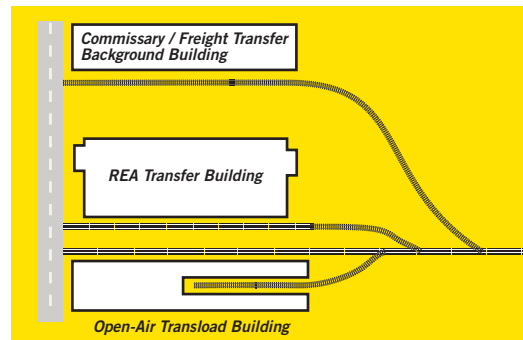 Commissary / Freight Transfer
Background Building
REA Transfer Building
Open-Air Transload Building